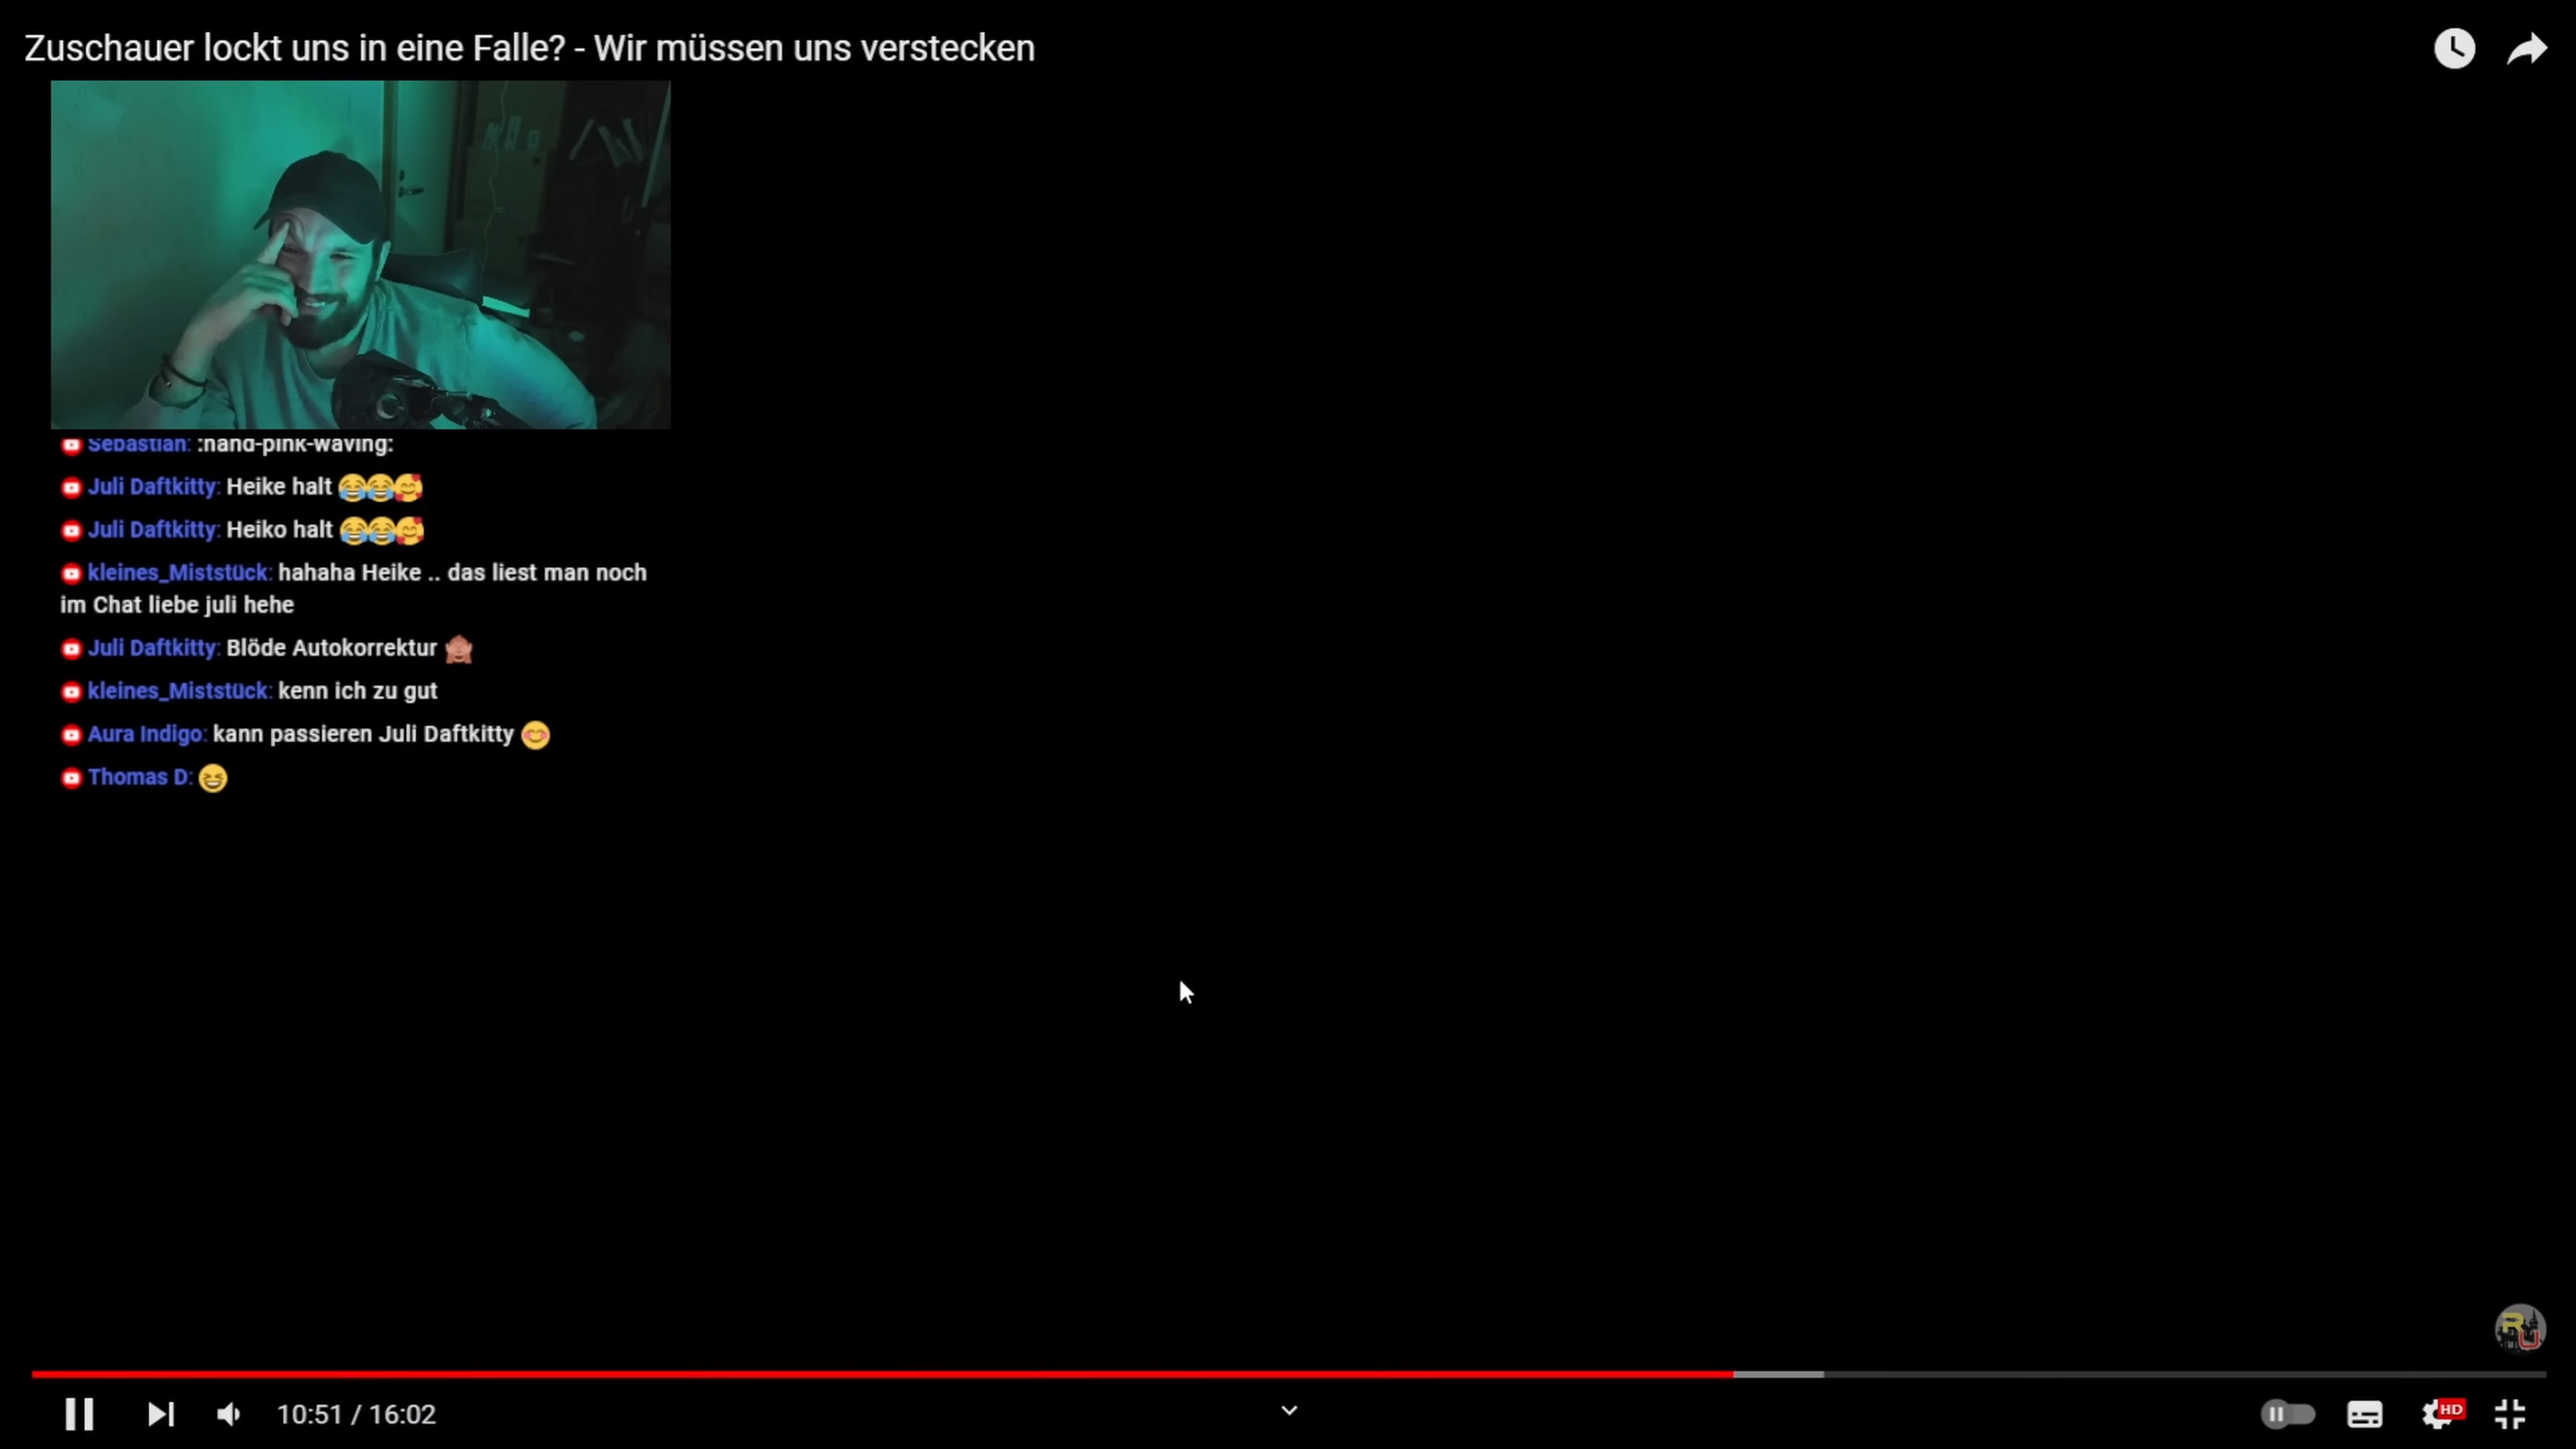 Zuschauer lockt uns in eine Falle? - Wir müssen uns verstecken
Sebastian: :hand-pink-waving:
Juli Daftkitty: Heike halt 😂😂🥰
Juli Daftkitty: Heiko halt 😂😂🥰
kleines_Miststück: hahaha Heike .. das liest man noch
im Chat liebe juli hehe
Juli Daftkitty: Blöde Autokorrektur 🙈
kleines_Miststück: kenn ich zu gut
Aura Indigo: kann passieren Juli Daftkitty 😊
Thomas D: 😆
RU
10:51 / 16:02
HD